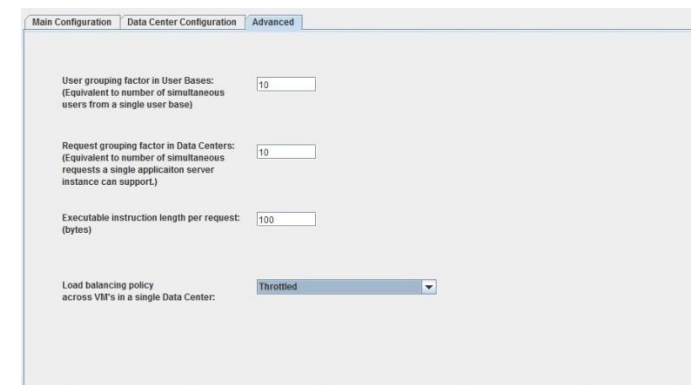 Main Configuration Data Center Configuration Advanced
User grouping factor in User Bases:
(Equivalent to number of simultaneous
users from a single user base)
10
Request grouping factor in Data Centers:
(Equivalent to number of simultaneous
requests a single applicaiton server
instance can support.)
10
Executable instruction length per request:
(bytes)
100
Load balancing policy
across VM's in a single Data Center:
Throttled